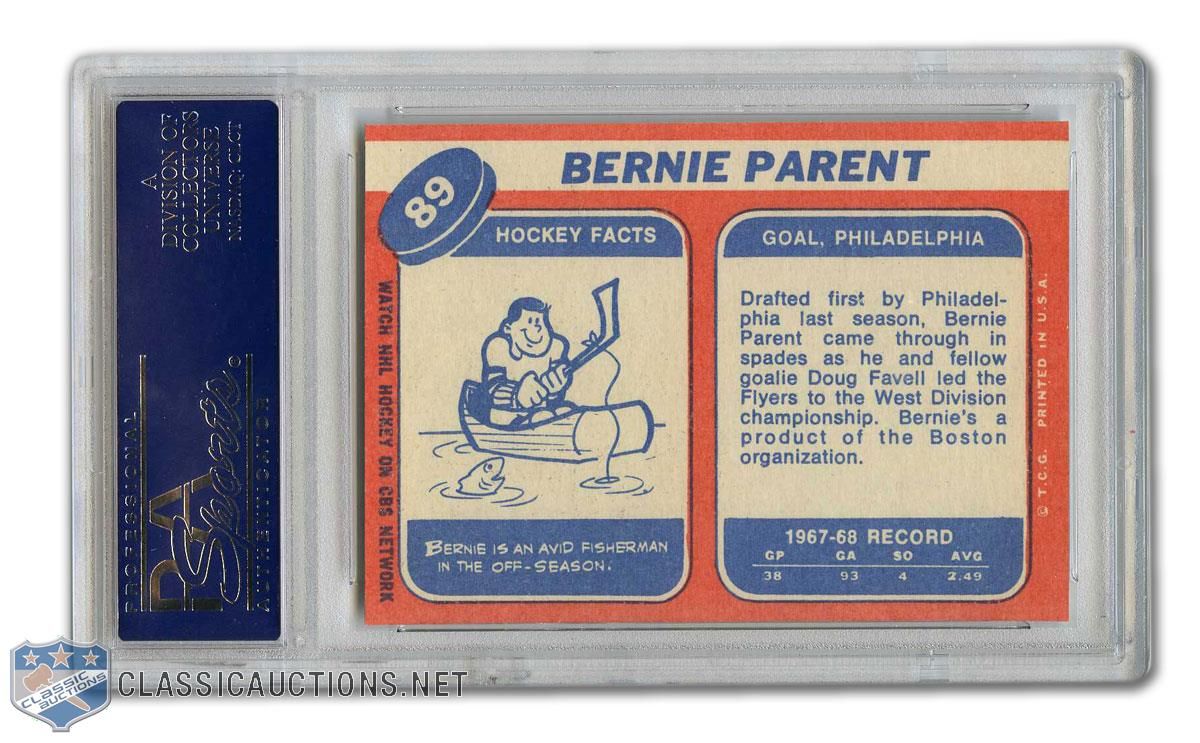 A
DIVISION OF
COLLECTORS
UNIVERSE
NASDAQ: CLCT
PROFESSIONAL
PSA
Sports
AUTHENTICATOR
89
BERNIE PARENT
HOCKEY FACTS
WATCH NHL HOCKEY ON CBS NETWORK
BERNIE IS AN AVID FISHERMAN
IN THE OFF-SEASON.
GOAL, PHILADELPHIA
Drafted first by Philadel-
phia last season, Bernie
Parent came through in
spades as he and fellow
goalie Doug Favell led the
Flyers to the West Division
championship. Bernie's a
product of the Boston
organization.
1967-68 RECORD
GP GA SO AVG
38 93 4 2.49
© T.C.G. PRINTED IN U.S.A.
CLASSIC
AUCTIONS
CLASSICAUCTIONS.NET